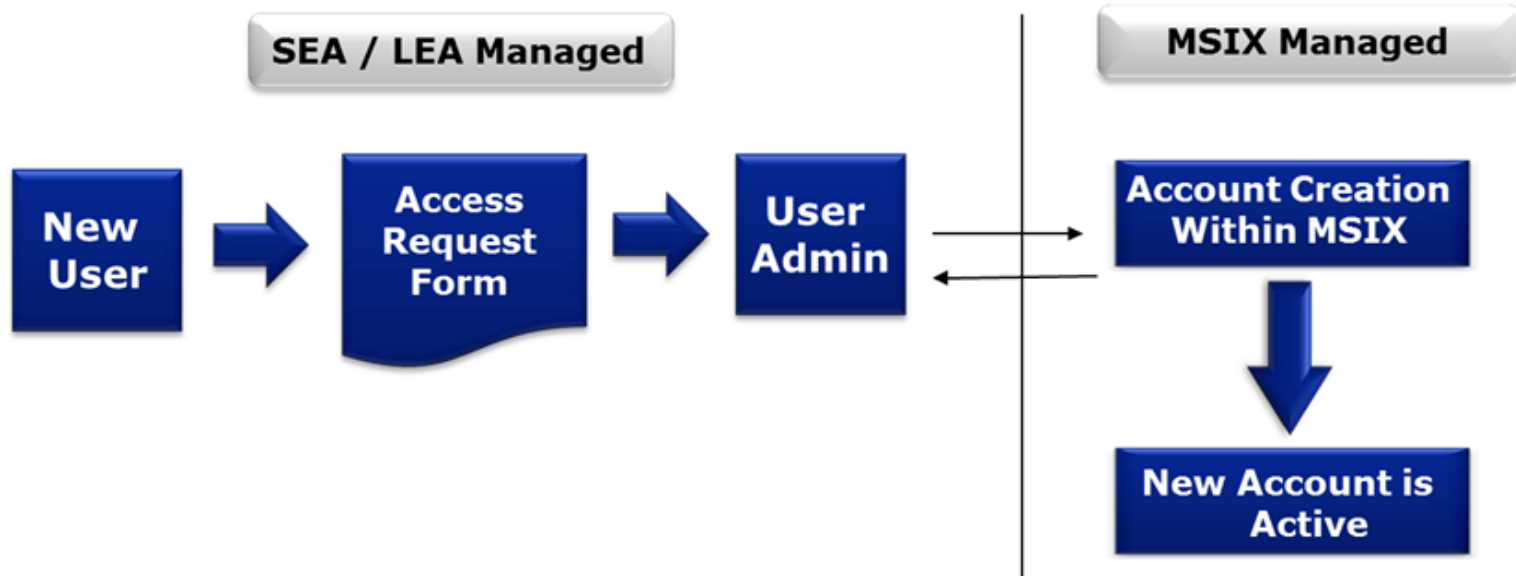 SEA / LEA Managed
MSIX Managed
New
User
Access
Request
Form
User
Admin
Account Creation
Within MSIX
New Account is
Active